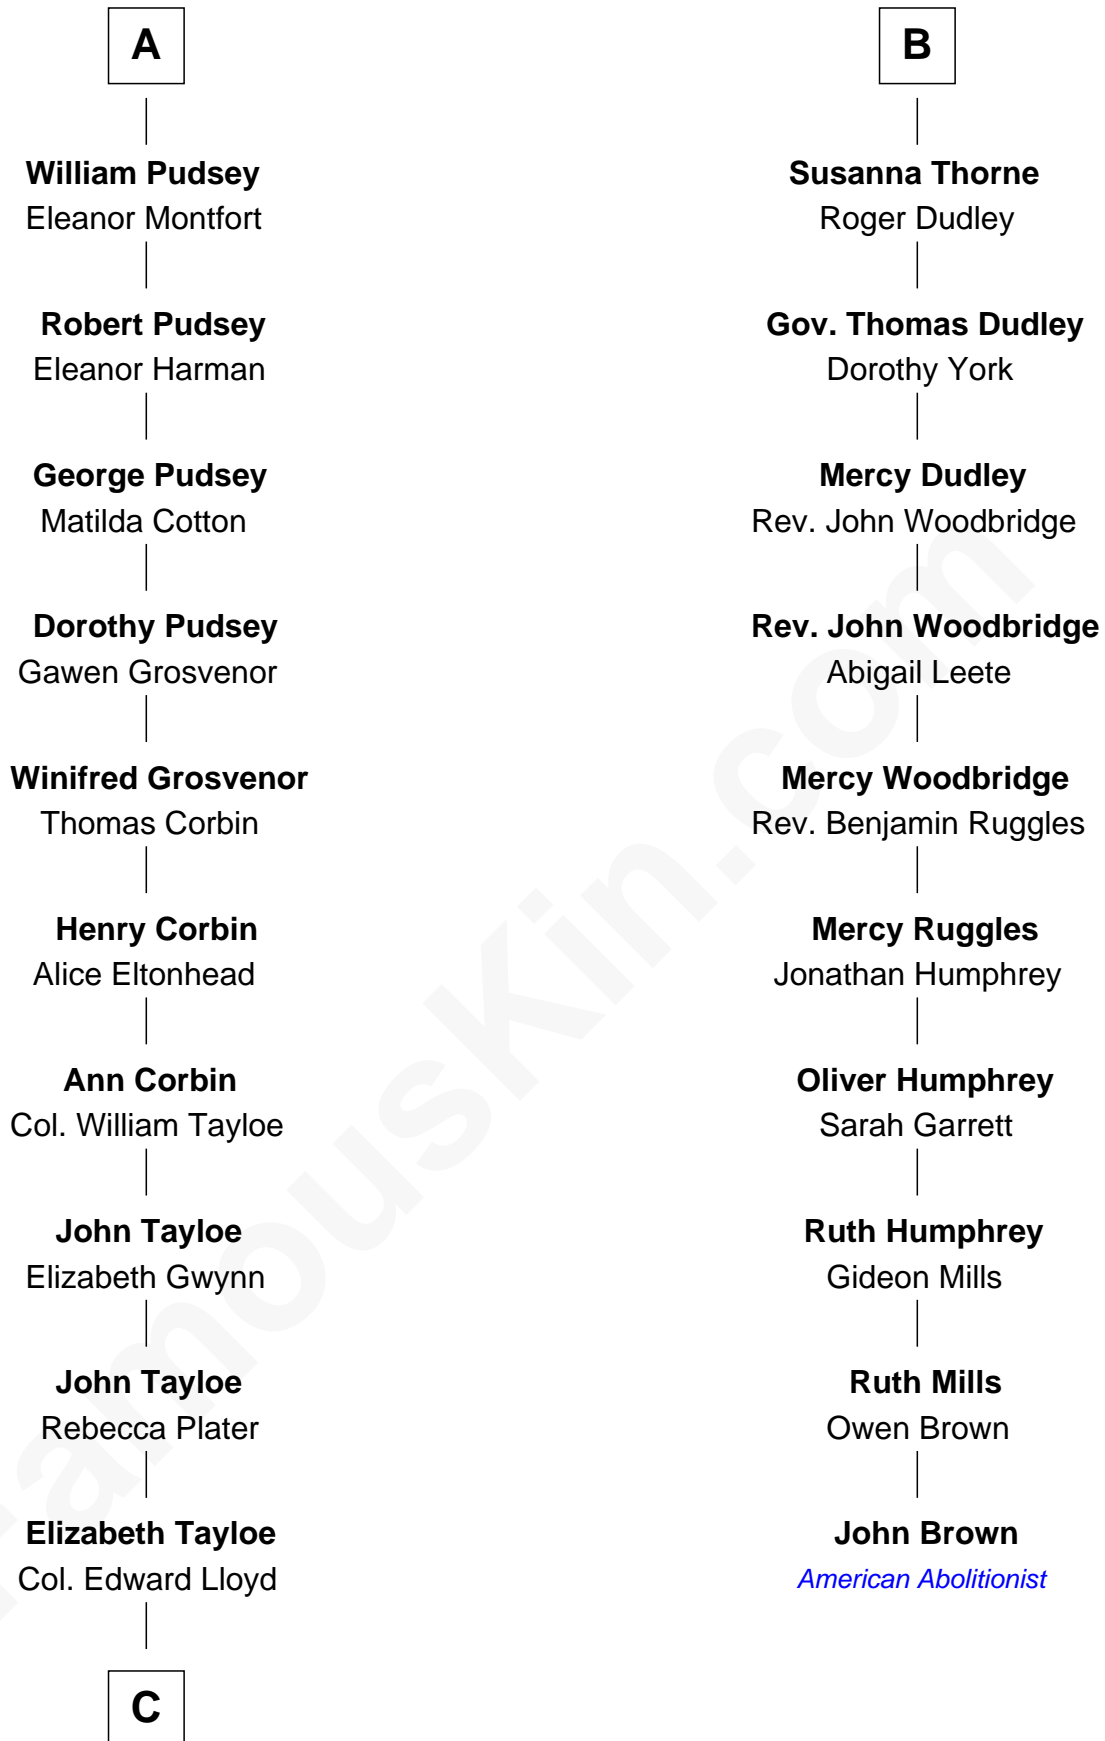 A
William Pudsey
Eleanor Montfort
Robert Pudsey
Eleanor Harman
George Pudsey
Matilda Cotton
Dorothy Pudsey
Gawen Grosvenor
Winifred Grosvenor
Thomas Corbin
Henry Corbin
Alice Eltonhead
Ann Corbin
Col. William Tayloe
John Tayloe
Elizabeth Gwynn
John Tayloe
Rebecca Plater
Elizabeth Tayloe
Col. Edward Lloyd
C
B
Susanna Thorne
Roger Dudley
Gov. Thomas Dudley
Dorothy York
Mercy Dudley
Rev. John Woodbridge
Rev. John Woodbridge
Abigail Leete
Mercy Woodbridge
Rev. Benjamin Ruggles
Mercy Ruggles
Jonathan Humphrey
Oliver Humphrey
Sarah Garrett
Ruth Humphrey
Gideon Mills
Ruth Mills
Owen Brown
John Brown
American Abolitionist
FamousKin.com